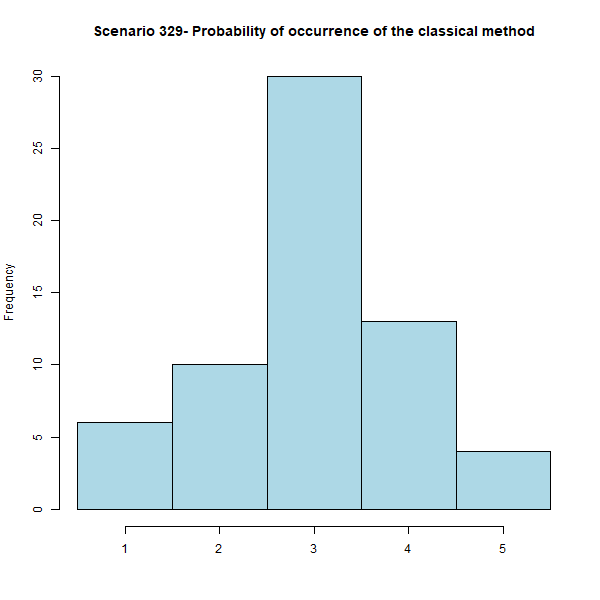 Scenario 329- Probability of occurrence of the classical method
Frequency
30
25
20
15
10
5
0
1 2 3 4 5